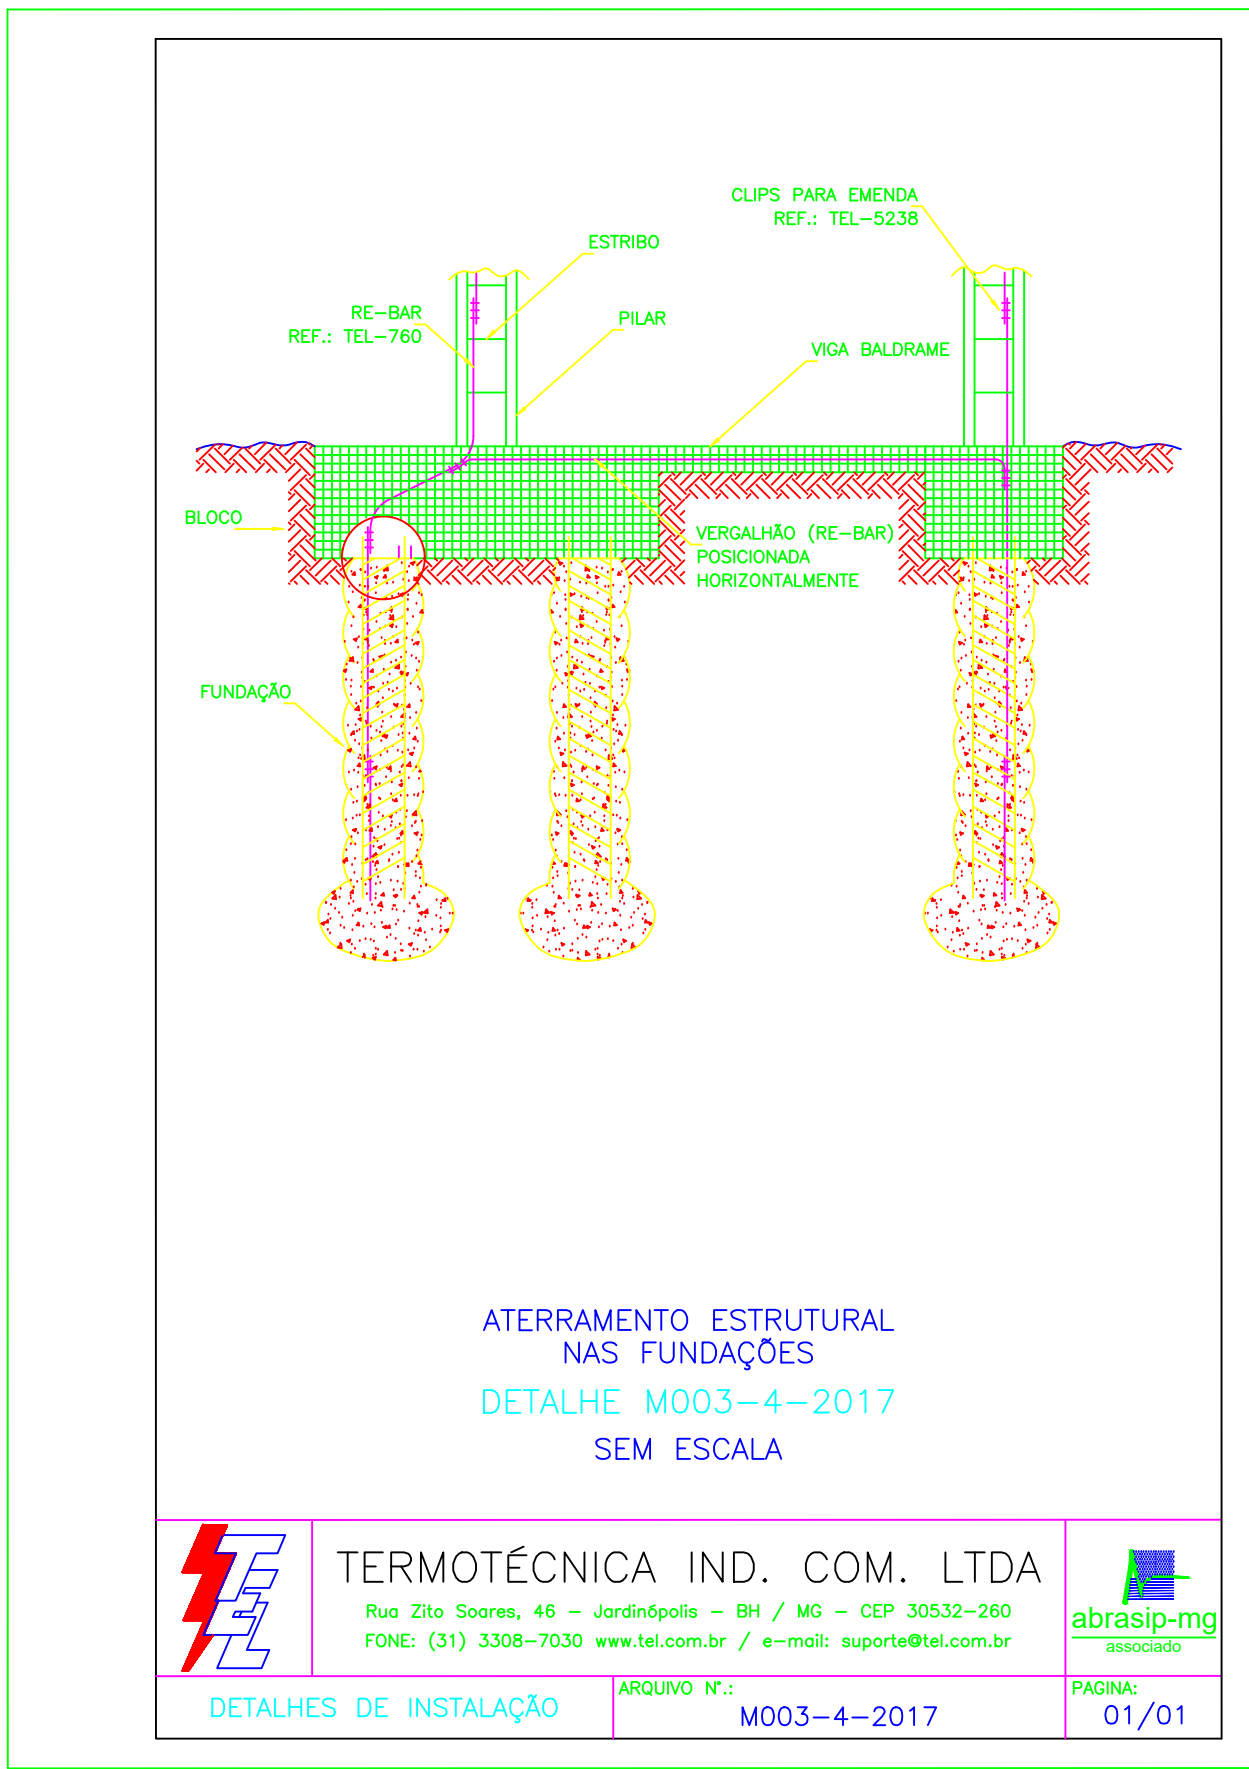 CLIPS PARA EMENDA
REF.: TEL-5238
ESTRIBO
RE-BAR
REF.: TEL-760
PILAR
VIGA BALDRAME
BLOCO
VERGALHÃO (RE-BAR)
POSICIONADA
HORIZONTALMENTE
FUNDAÇÃO
ATERRAMENTO ESTRUTURAL
NAS FUNDAÇÕES
DETALHE M003-4-2017
SEM ESCALA
TEL
TERMOTÉCNICA IND. COM. LTDA
Rua Zito Soares, 46 - Jardinópolis - BH / MG - CEP 30532-260
FONE: (31) 3308-7030 www.tel.com.br / e-mail: suporte@tel.com.br
abrasip-mg
associado
DETALHES DE INSTALAÇÃO
ARQUIVO N°.:
M003-4-2017
PAGINA:
01/01